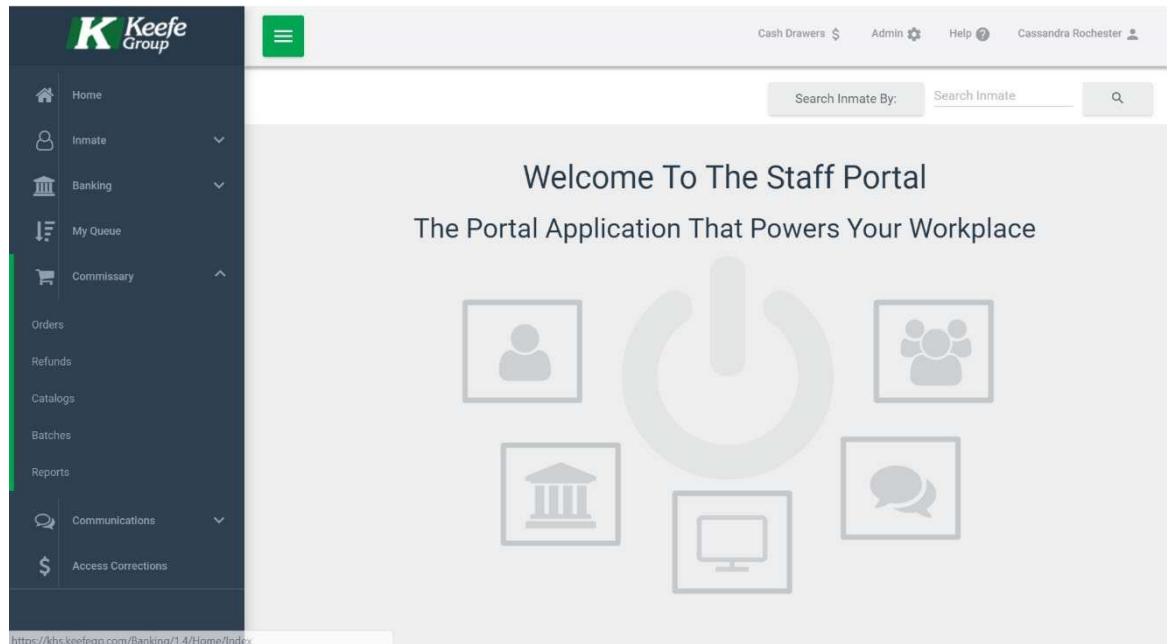 Keefe
Group
Cash Drawers $ Admin Help ? Cassandra Rochester
Home
Search Inmate By: Search Inmate
Inmate
Banking
My Queue
Commissary
Orders
Refunds
Catalogs
Batches
Reports
Communications
$ Access Corrections
Welcome To The Staff Portal
The Portal Application That Powers Your Workplace
https://khs.keefegp.com/Banking/1.4/Home/Index